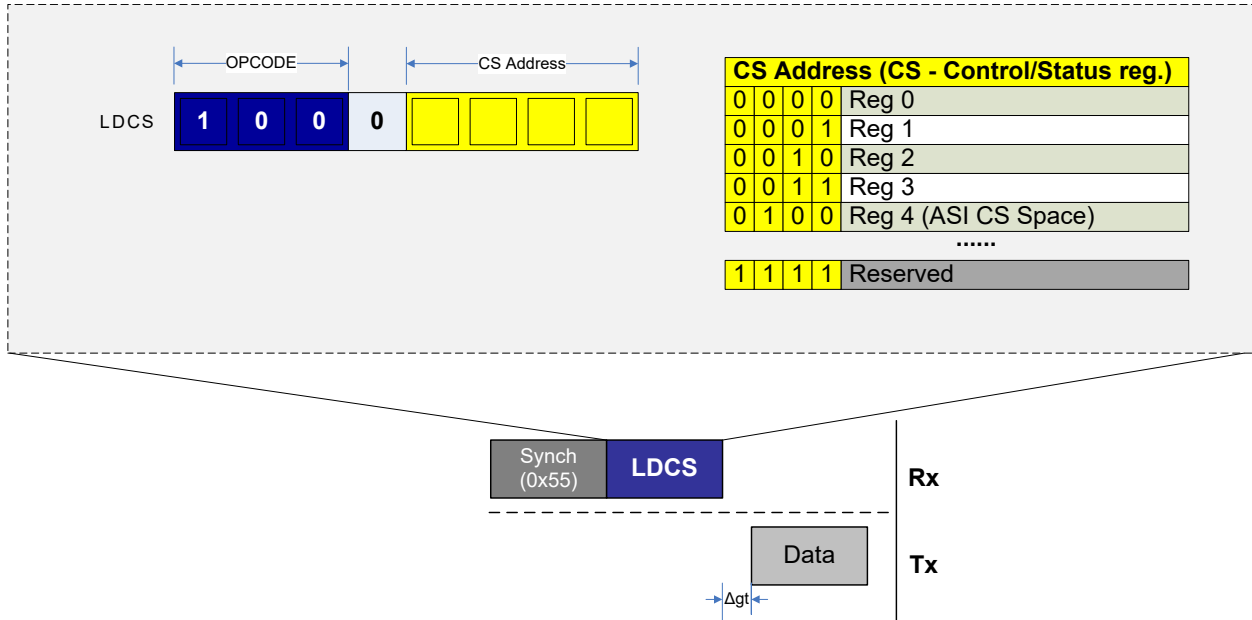 OPCODE
CS Address
LDCS
1 0 0 0
CS Address (CS - Control/Status reg.)
0 0 0 0 Reg 0
0 0 0 1 Reg 1
0 0 1 0 Reg 2
0 0 1 1 Reg 3
0 1 0 0 Reg 4 (ASI CS Space)
......
1 1 1 1 Reserved
Synch
(0x55)
LDCS
Rx
Data
Tx
Δgt